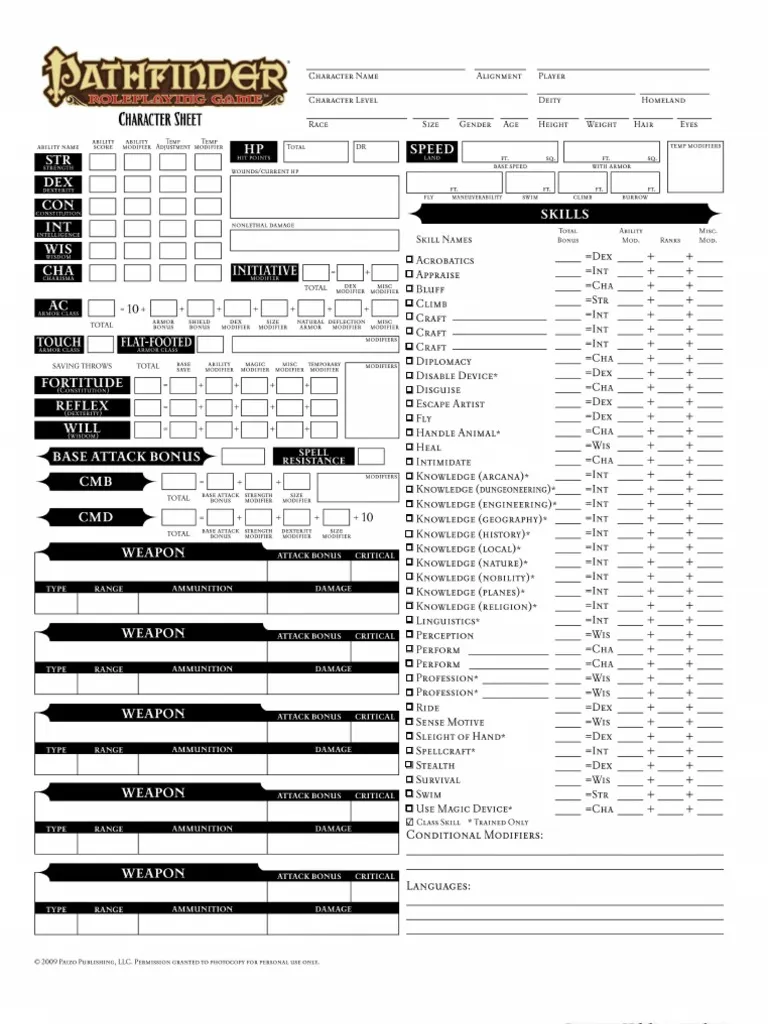 PATHFINDER
ROLEPLAYING GAME
CHARACTER SHEET
CHARACTER NAME ALIGNMENT PLAYER
CHARACTER LEVEL DEITY HOMELAND
RACE SIZE GENDER AGE HEIGHT WEIGHT HAIR EYES
ABILITY NAME ABILITY SCORE ABILITY MODIFIER TEMP ADJUSTMENT TEMP MODIFIER
STR
STRENGTH
DEX
DEXTERITY
CON
CONSTITUTION
INT
INTELLIGENCE
WIS
WISDOM
CHA
CHARISMA
HP
HIT POINTS
TOTAL
DR
WOUNDS/CURRENT HP
NONLETHAL DAMAGE
INITIATIVE
MODIFIER
= +
TOTAL DEX MODIFIER MISC MODIFIER
SPEED
LAND
FT. SQ. FT. SQ.
BASE SPEED WITH ARMOR
TEMP MODIFIERS
FT. FT. FT. FT.
FLY MANEUVERABILITY SWIM CLIMB BURROW
AC
ARMOR CLASS
= 10 + + + + + + +
TOTAL ARMOR BONUS SHIELD BONUS DEX MODIFIER SIZE MODIFIER NATURAL ARMOR DEFLECTION MODIFIER MISC MODIFIER
TOUCH
ARMOR CLASS
FLAT-FOOTED
ARMOR CLASS
MODIFIERS
SAVING THROWS TOTAL BASE SAVE ABILITY MODIFIER MAGIC MODIFIER MISC MODIFIER TEMPORARY MODIFIER MODIFIERS
FORTITUDE = + + + +
(CONSTITUTION)
REFLEX = + + + +
(DEXTERITY)
WILL = + + + +
(WISDOM)
BASE ATTACK BONUS
SPELL RESISTANCE
CMB = + +
MODIFIERS
TOTAL BASE ATTACK BONUS STRENGTH MODIFIER SIZE MODIFIER
CMD = + + + + 10
TOTAL BASE ATTACK BONUS STRENGTH MODIFIER DEXTERITY MODIFIER SIZE MODIFIER
WEAPON
ATTACK BONUS CRITICAL
TYPE RANGE AMMUNITION DAMAGE
WEAPON
ATTACK BONUS CRITICAL
TYPE RANGE AMMUNITION DAMAGE
WEAPON
ATTACK BONUS CRITICAL
TYPE RANGE AMMUNITION DAMAGE
WEAPON
ATTACK BONUS CRITICAL
TYPE RANGE AMMUNITION DAMAGE
WEAPON
ATTACK BONUS CRITICAL
TYPE RANGE AMMUNITION DAMAGE
SKILLS
SKILL NAMES TOTAL BONUS ABILITY MOD. RANKS MISC. MOD.
ACROBATICS =DEX + +
APPRAISE =INT + +
BLUFF =CHA + +
CLIMB =STR + +
CRAFT =INT + +
CRAFT =INT + +
CRAFT =INT + +
DIPLOMACY =CHA + +
DISABLE DEVICE* =DEX + +
DISGUISE =CHA + +
ESCAPE ARTIST =DEX + +
FLY =DEX + +
HANDLE ANIMAL* =CHA + +
HEAL =WIS + +
INTIMIDATE =CHA + +
KNOWLEDGE (ARCANA)* =INT + +
KNOWLEDGE (DUNGEONEERING)* =INT + +
KNOWLEDGE (ENGINEERING)* =INT + +
KNOWLEDGE (GEOGRAPHY)* =INT + +
KNOWLEDGE (HISTORY)* =INT + +
KNOWLEDGE (LOCAL)* =INT + +
KNOWLEDGE (NATURE)* =INT + +
KNOWLEDGE (NOBILITY)* =INT + +
KNOWLEDGE (PLANES)* =INT + +
KNOWLEDGE (RELIGION)* =INT + +
LINGUISTICS* =INT + +
PERCEPTION =WIS + +
PERFORM =CHA + +
PERFORM =CHA + +
PROFESSION* =WIS + +
PROFESSION* =WIS + +
RIDE =DEX + +
SENSE MOTIVE =WIS + +
SLEIGHT OF HAND* =DEX + +
SPELLCRAFT* =INT + +
STEALTH =DEX + +
SURVIVAL =WIS + +
SWIM =STR + +
USE MAGIC DEVICE* =CHA + +
CLASS SKILL * TRAINED ONLY
CONDITIONAL MODIFIERS:
LANGUAGES:
© 2009 PAIZO PUBLISHING, LLC. PERMISSION GRANTED TO PHOTOCOPY FOR PERSONAL USE ONLY.